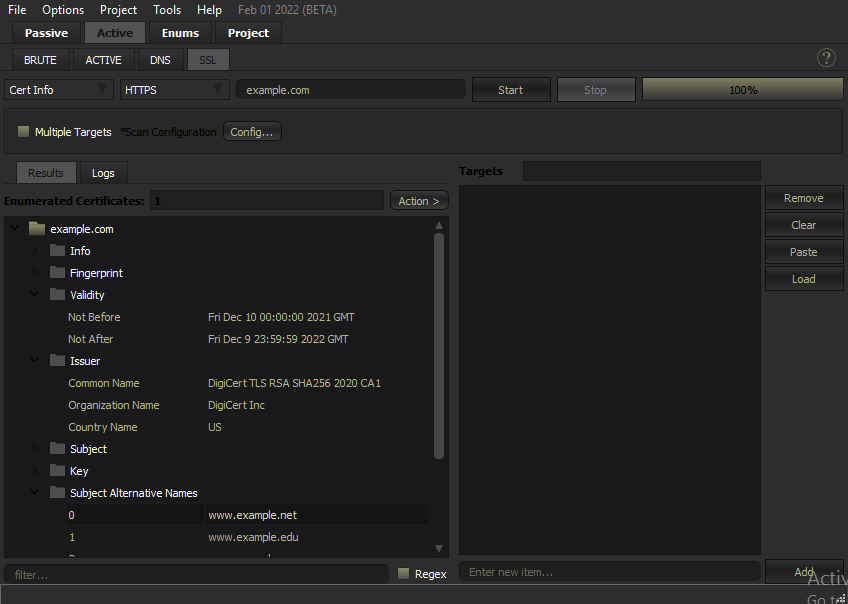 File Options Project Tools Help Feb 01 2022 (BETA)
Passive Active Enums Project
BRUTE ACTIVE DNS SSL ?
Cert Info HTTPS example.com Start Stop 100%
Multiple Targets *Scan Configuration Config...
Results Logs Targets
Enumerated Certificates: 1 Action > Remove
example.com Clear
Info Paste
Fingerprint Load
Validity
Not Before Fri Dec 10 00:00:00 2021 GMT
Not After Fri Dec 9 23:59:59 2022 GMT
Issuer
Common Name DigiCert TLS RSA SHA256 2020 CA1
Organization Name DigiCert Inc
Country Name US
Subject
Key
Subject Alternative Names
0 www.example.net
1 www.example.edu
filter... Regex Enter new item... Add
Activ
Go to